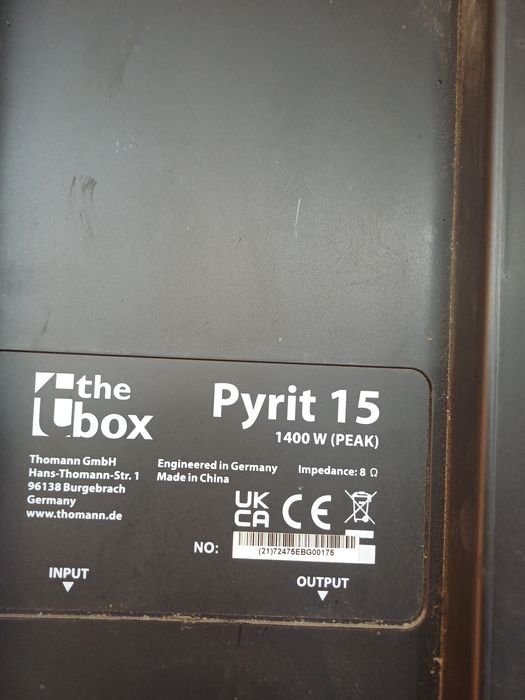 the
box
Pyrit 15
1400 W (PEAK)
Thomann GmbH
Hans-Thomann-Str. 1
96138 Burgebrach
Germany
www.thomann.de
Engineered in Germany
Made in China
Impedance: 8 Ω
UK
CA
CE
NO:
(21)72475EBG00175
INPUT
OUTPUT